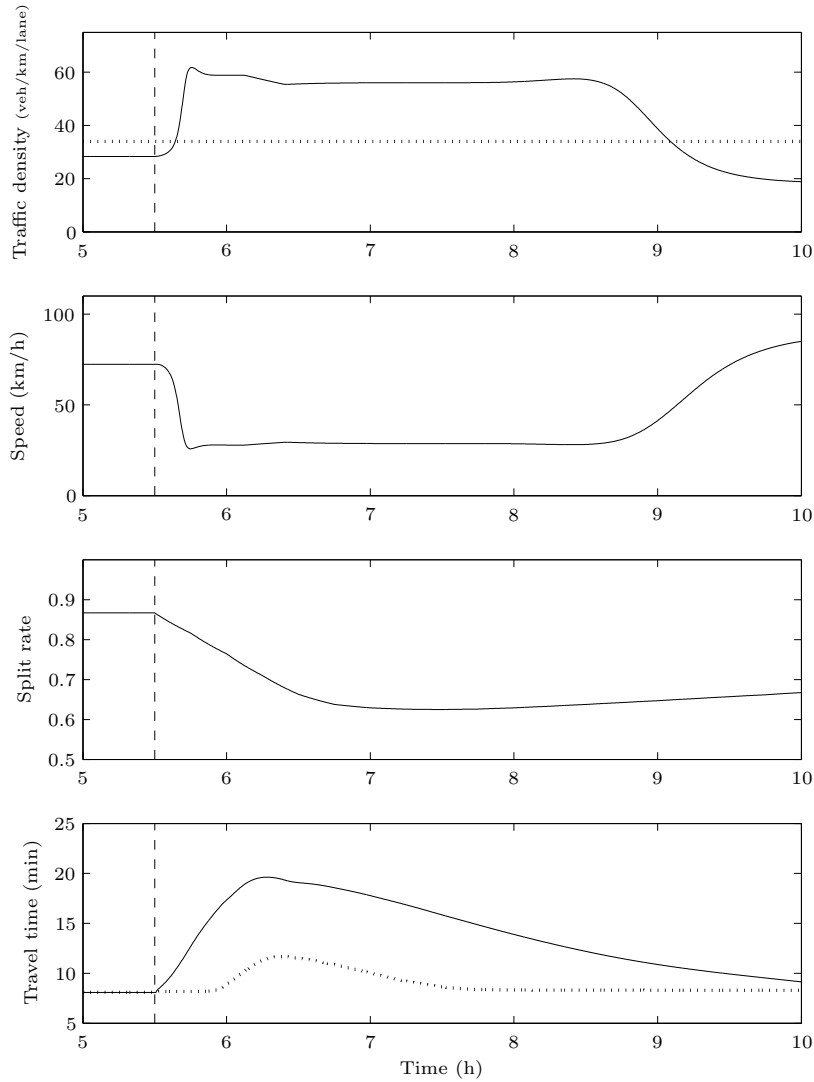 Traffic density (veh/km/lane)
60
40
20
0
5 6 7 8 9 10
Speed (km/h)
100
50
0
5 6 7 8 9 10
Split rate
0.9
0.8
0.7
0.6
0.5
5 6 7 8 9 10
Travel time (min)
25
20
15
10
5
5 6 7 8 9 10
Time (h)